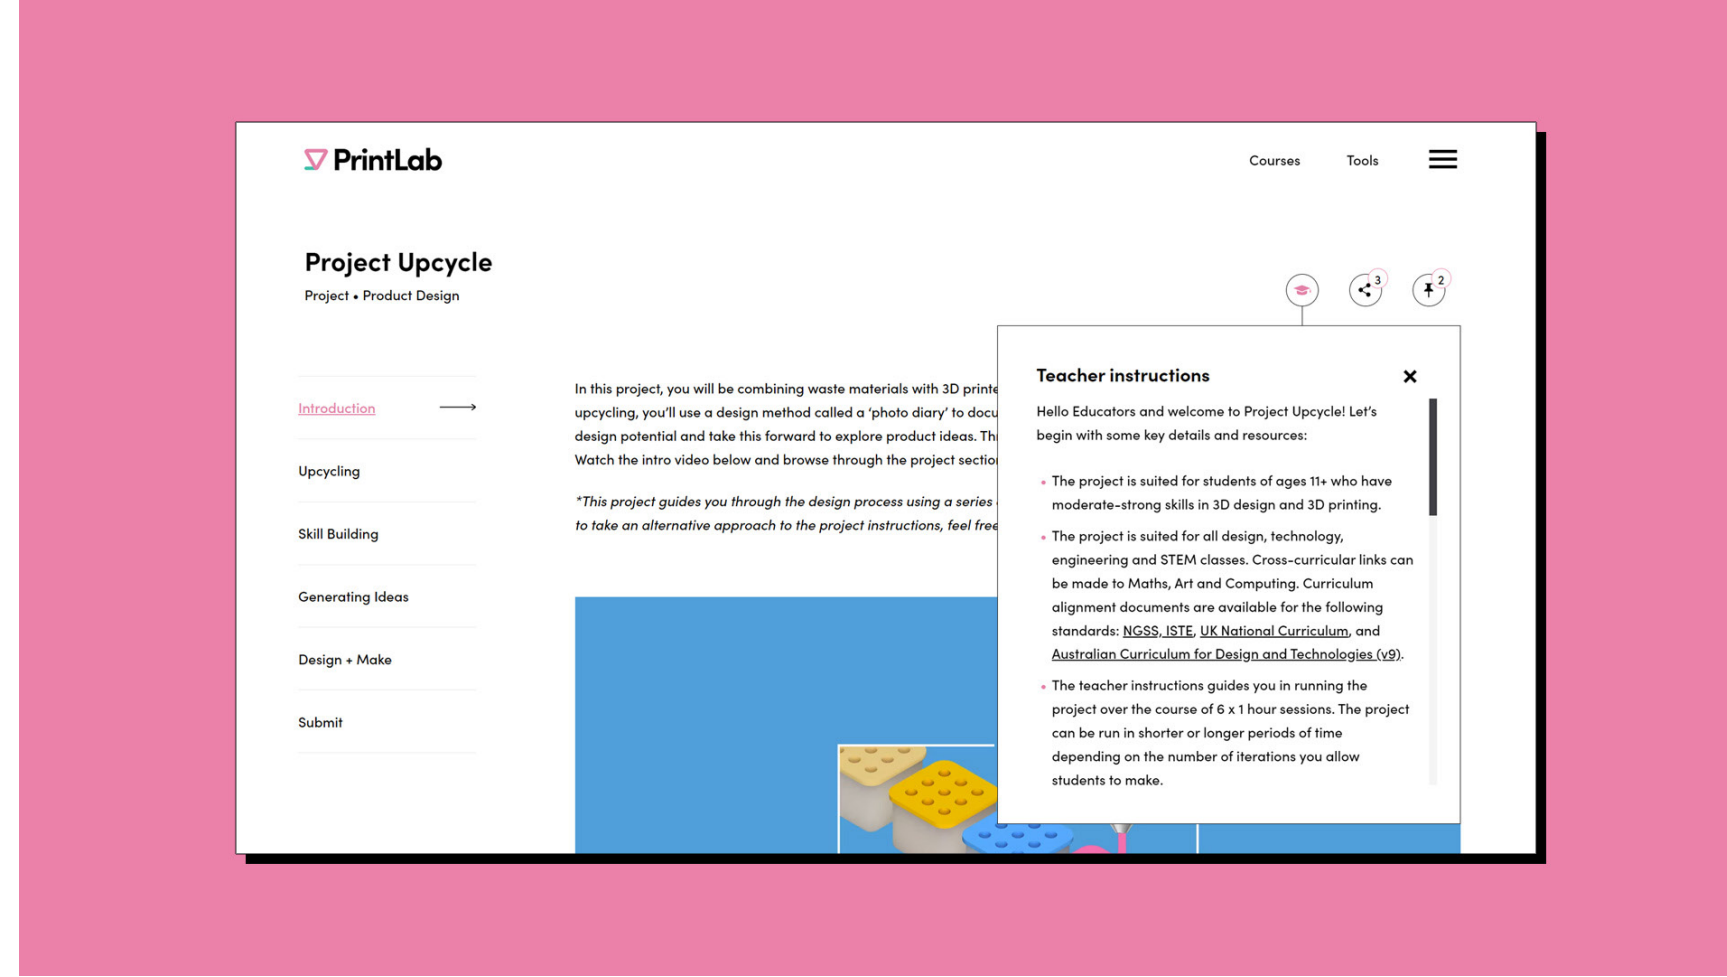 PrintLab
Courses
Tools
Project Upcycle
Project • Product Design
3
2
Introduction
Upcycling
Skill Building
Generating Ideas
Design + Make
Submit
In this project, you will be combining waste materials with 3D
upcycling, you'll use a design method called a ‘photo diary’ to
design potential and take this forward to explore product ideas.
Watch the intro video below and browse through the project
*This project guides you through the design process using a series
to take an alternative approach to the project instructions, feel free
Teacher instructions
Hello Educators and welcome to Project Upcycle! Let's
begin with some key details and resources:
• The project is suited for students of ages 11+ who have
moderate-strong skills in 3D design and 3D printing.
• The project is suited for all design, technology,
engineering and STEM classes. Cross-curricular links can
be made to Maths, Art and Computing. Curriculum
alignment documents are available for the following
standards: NGSS, ISTE, UK National Curriculum, and
Australian Curriculum for Design and Technologies (v9).
• The teacher instructions guides you in running the
project over the course of 6 x 1 hour sessions. The project
can be run in shorter or longer periods of time
depending on the number of iterations you allow
students to make.